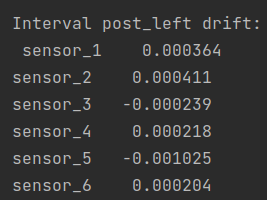 Interval post_left drift:
 sensor_1    0.000364
sensor_2    0.000411
sensor_3   -0.000239
sensor_4    0.000218
sensor_5   -0.001025
sensor_6    0.000204